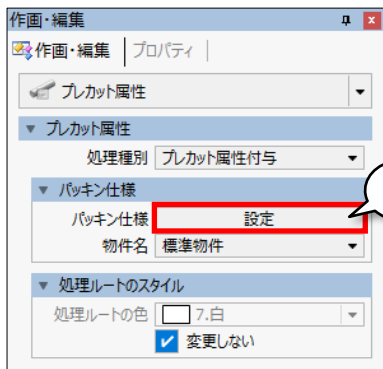 作画・編集
作画・編集 プロパティ
プレカット属性
プレカット属性
処理種別 プレカット属性付与
パッキン仕様
パッキン仕様 設定
物件名 標準物件
処理ルートのスタイル
処理ルートの色 7.白
変更しない